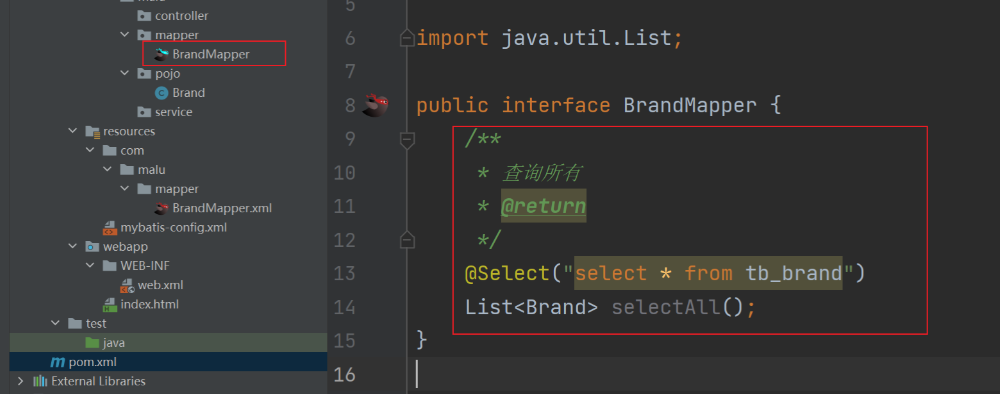 malu
controller
mapper
BrandMapper
pojo
Brand
service
resources
com
malu
mapper
BrandMapper.xml
mybatis-config.xml
webapp
WEB-INF
web.xml
index.html
test
java
pom.xml
External Libraries
5
6 import java.util.List;
7
8 public interface BrandMapper {
9 /**
10 * 查询所有
11 * @return
12 */
13 @Select("select * from tb_brand")
14 List<Brand> selectAll();
15 }
16